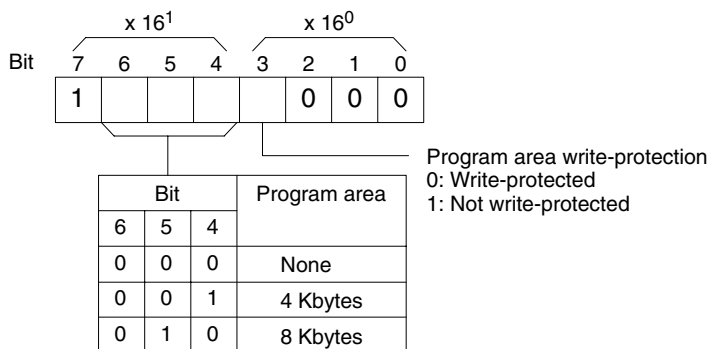 x 16¹ x 16⁰
Bit 7 6 5 4 3 2 1 0
1 0 0 0
Program area write-protection
0: Write-protected
1: Not write-protected
Bit Program area
6 5 4
0 0 0 None
0 0 1 4 Kbytes
0 1 0 8 Kbytes